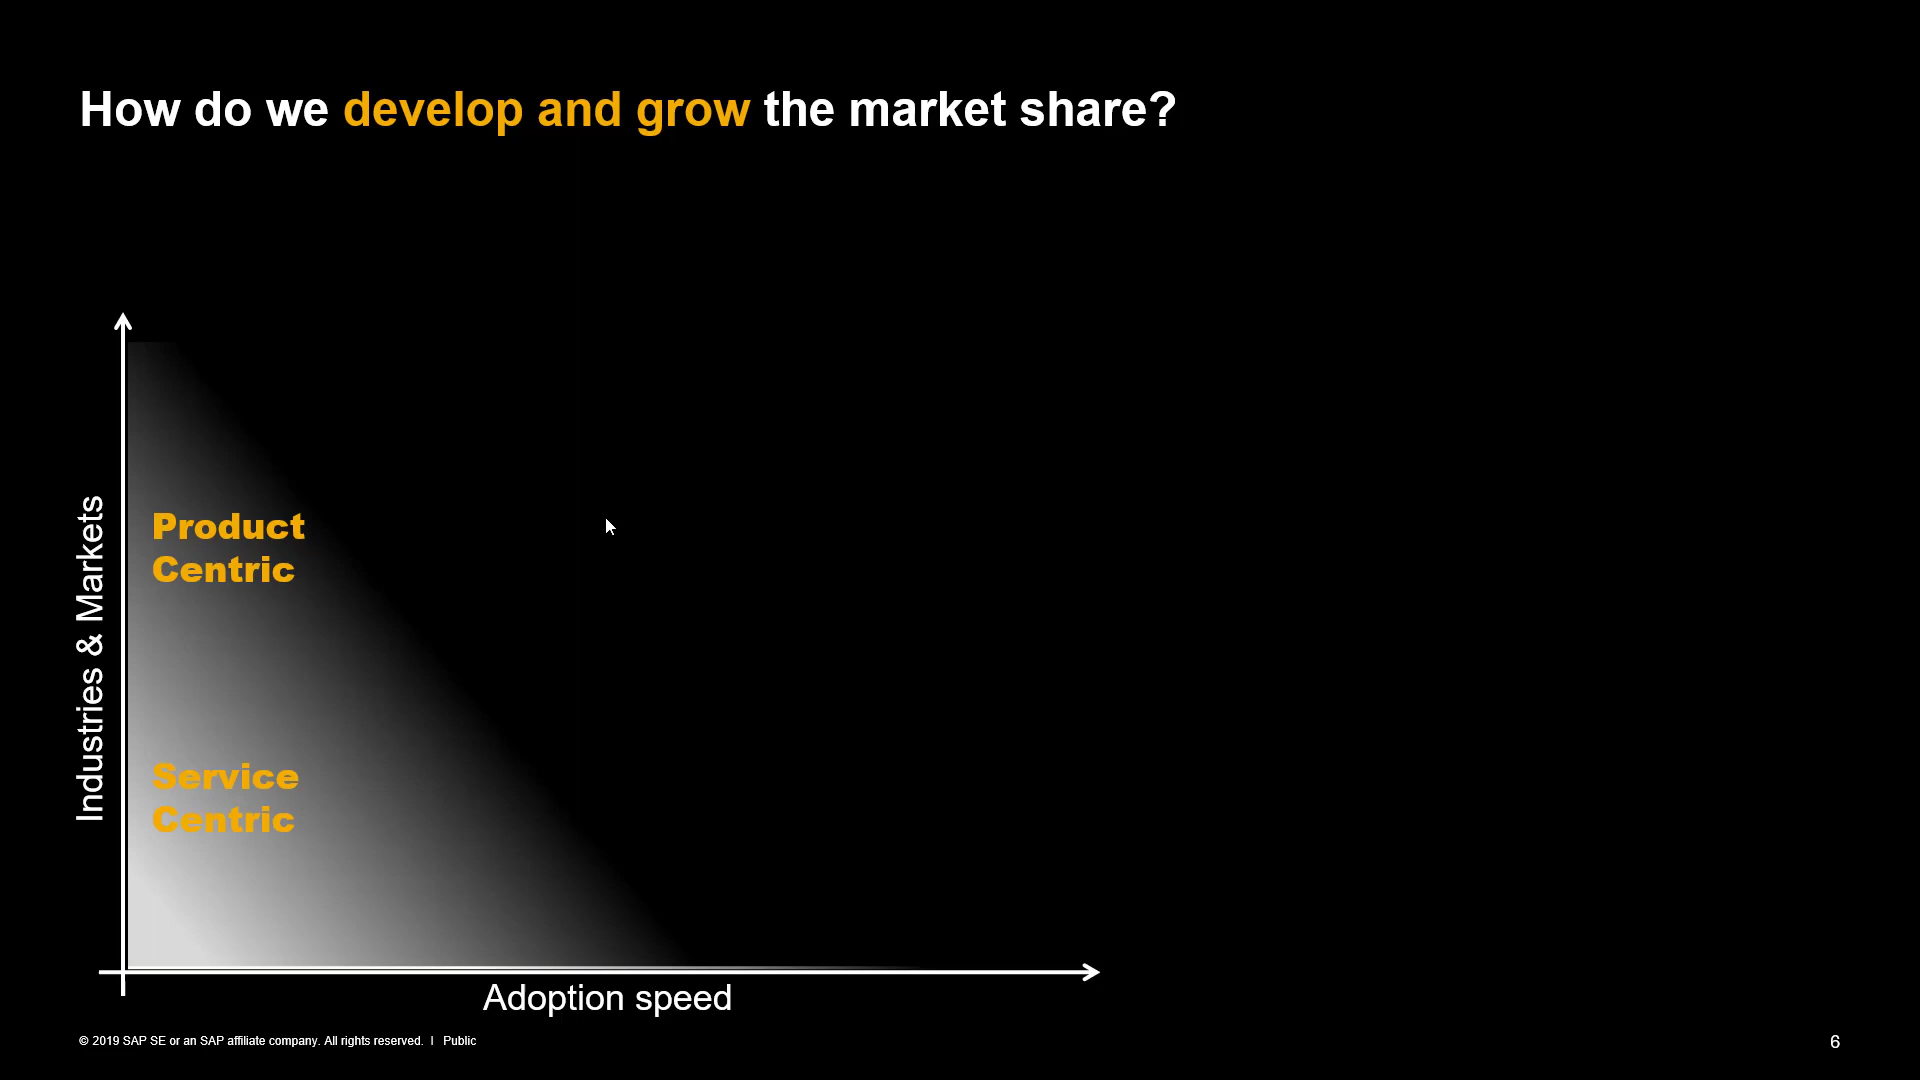 How do we develop and grow the market share?
Industries & Markets
Product
Centric
Service
Centric
Adoption speed
© 2019 SAP SE or an SAP affiliate company. All rights reserved. I Public
6